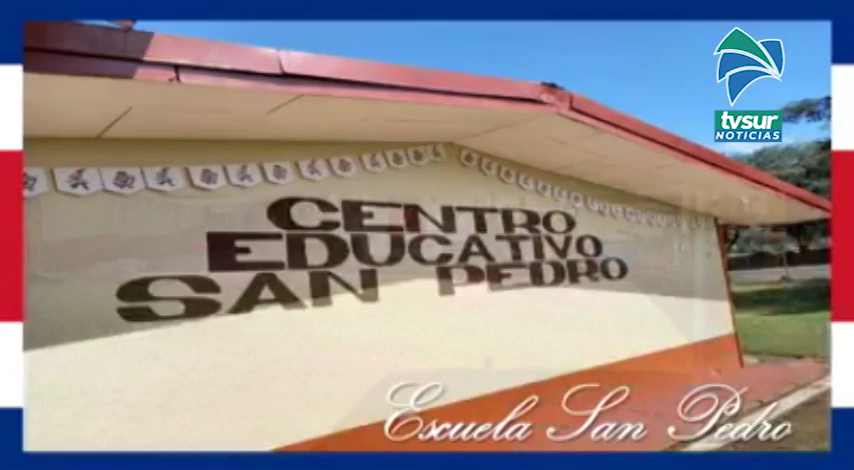 tvsur
NOTICIAS
CENTRO
EDUCATIVO
SAN PEDRO
Escuela San Pedro